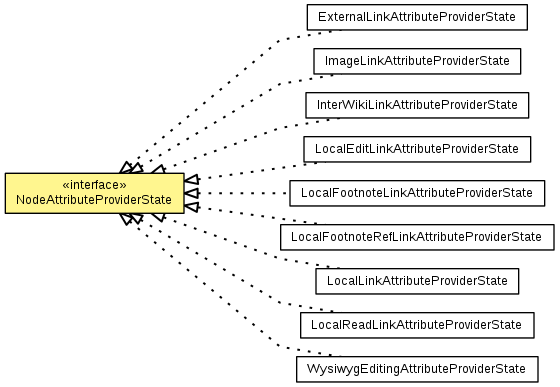 ExternalLinkAttributeProviderState
ImageLinkAttributeProviderState
InterWikiLinkAttributeProviderState
LocalEditLinkAttributeProviderState
«interface»
NodeAttributeProviderState
LocalFootnoteLinkAttributeProviderState
LocalFootnoteRefLinkAttributeProviderState
LocalLinkAttributeProviderState
LocalReadLinkAttributeProviderState
WysiwygEditingAttributeProviderState